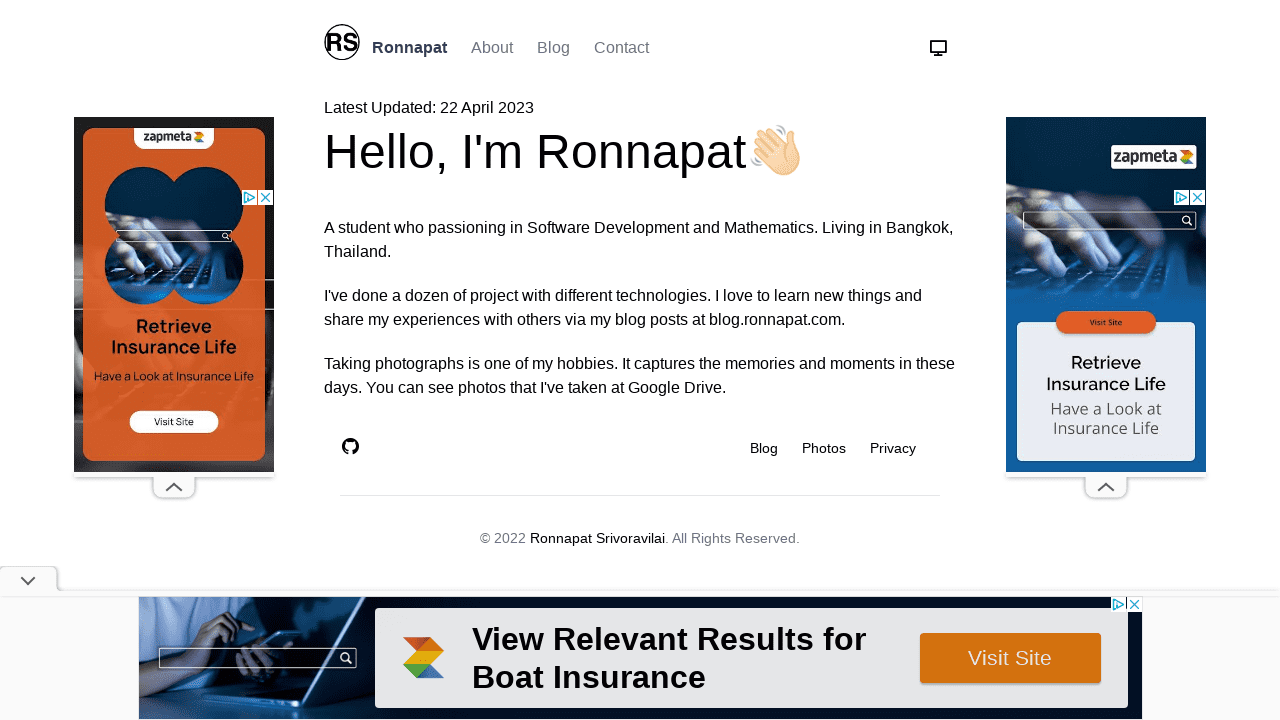 RS
Ronnapat
About
Blog
Contact
Latest Updated: 22 April 2023
Hello, I'm Ronnapat👋🏻
A student who passioning in Software Development and Mathematics. Living in Bangkok,
Thailand.
I've done a dozen of project with different technologies. I love to learn new things and
share my experiences with others via my blog posts at blog.ronnapat.com.
Taking photographs is one of my hobbies. It captures the memories and moments in these
days. You can see photos that I've taken at Google Drive.
Blog
Photos
Privacy
© 2022 Ronnapat Srivoravilai. All Rights Reserved.
zapmeta
Retrieve
Insurance Life
Have a Look at Insurance Life
Visit Site
zapmeta
Visit Site
Retrieve
Insurance Life
Have a Look at
Insurance Life
View Relevant Results for
Boat Insurance
Visit Site